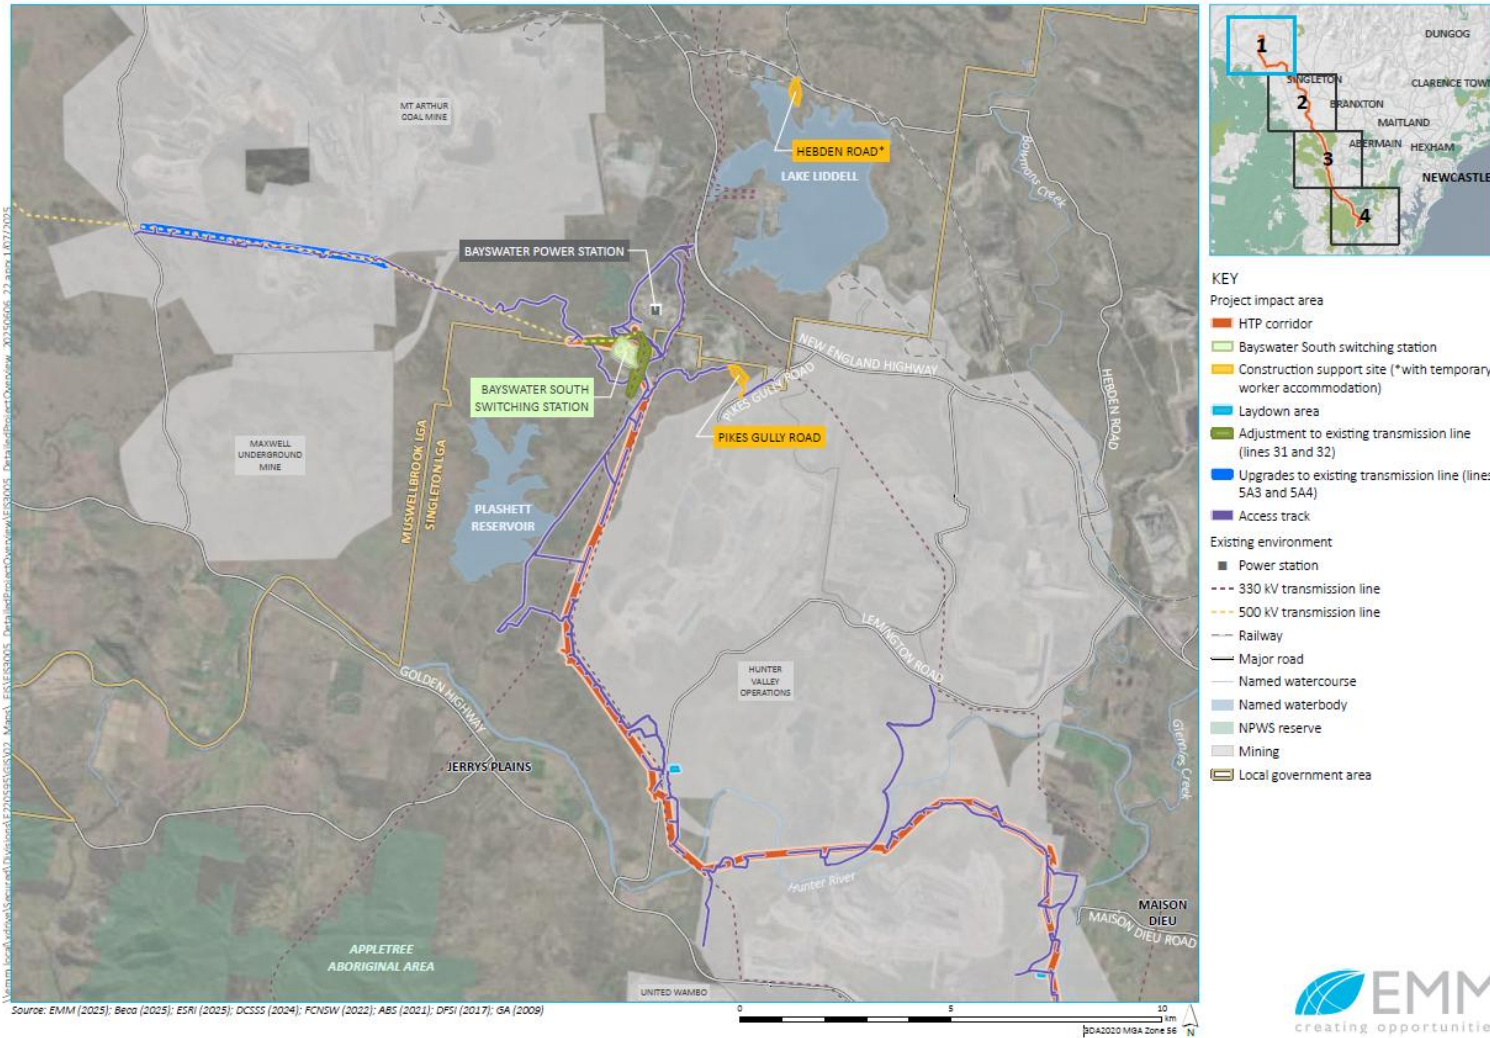 MT ARTHUR
COAL MINE
HEBDEN ROAD*
LAKE LIDDELL
Bowmans Creek
BAYSWATER POWER STATION
NEW ENGLAND HIGHWAY
HEBDEN ROAD
BAYSWATER SOUTH
SWITCHING STATION
PIKES GULLY ROAD
PIKES GULLY ROAD
MAXWELL
UNDERGROUND
MINE
MUSWELLBROOK LGA
SINGLETON LGA
PLASHETT
RESERVOIR
LEMINGTON ROAD
HUNTER
VALLEY
OPERATIONS
GOLDEN HIGHWAY
JERRYS PLAINS
Glennies Creek
Hunter River
MAISON
DIEU
MAISON DIEU ROAD
APPLETREE
ABORIGINAL AREA
UNITED WAMBO
Source: EMM (2025); Beca (2025); ESRI (2025); DCSSS (2024); FCNSW (2022); ABS (2021); DFSI (2017); GA (2009)
0 5 10
km
GDA2020 MGA Zone 56
N
1
2
3
4
DUNGOG
SINGLETON
CLARENCE TOWN
BRANXTON
MAITLAND
ABERMAIN
HEXHAM
NEWCASTLE
KEY
Project impact area
HTP corridor
Bayswater South switching station
Construction support site (*with temporary
worker accommodation)
Laydown area
Adjustment to existing transmission line
(lines 31 and 32)
Upgrades to existing transmission line (lines
5A3 and 5A4)
Access track
Existing environment
Power station
330 kV transmission line
500 kV transmission line
Railway
Major road
Named watercourse
Named waterbody
NPWS reserve
Mining
Local government area
EMM
creating opportunitie